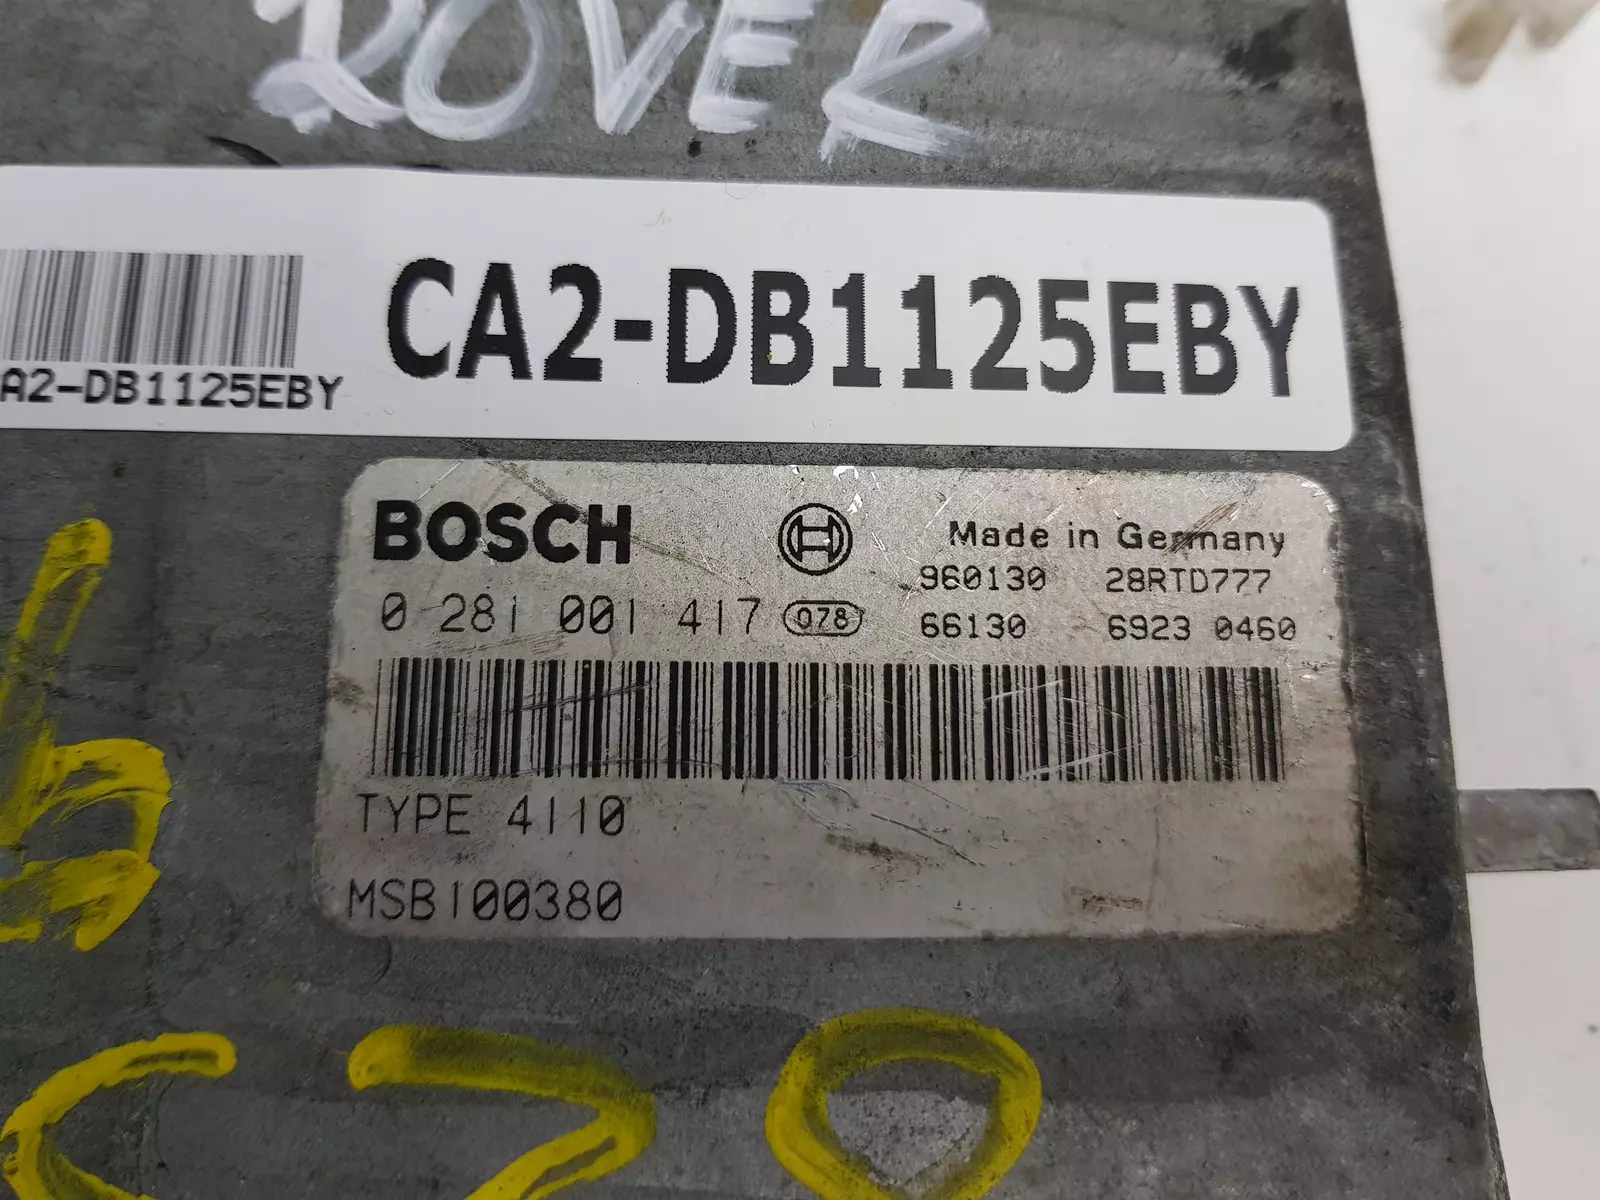 ROVER
CA2-DB1125EBY
A2-DB1125EBY
BOSCH Made in Germany
960130 28RTD777
0 281 001 417 078 66130 6923 0460
TYPE 4110
MSB100380